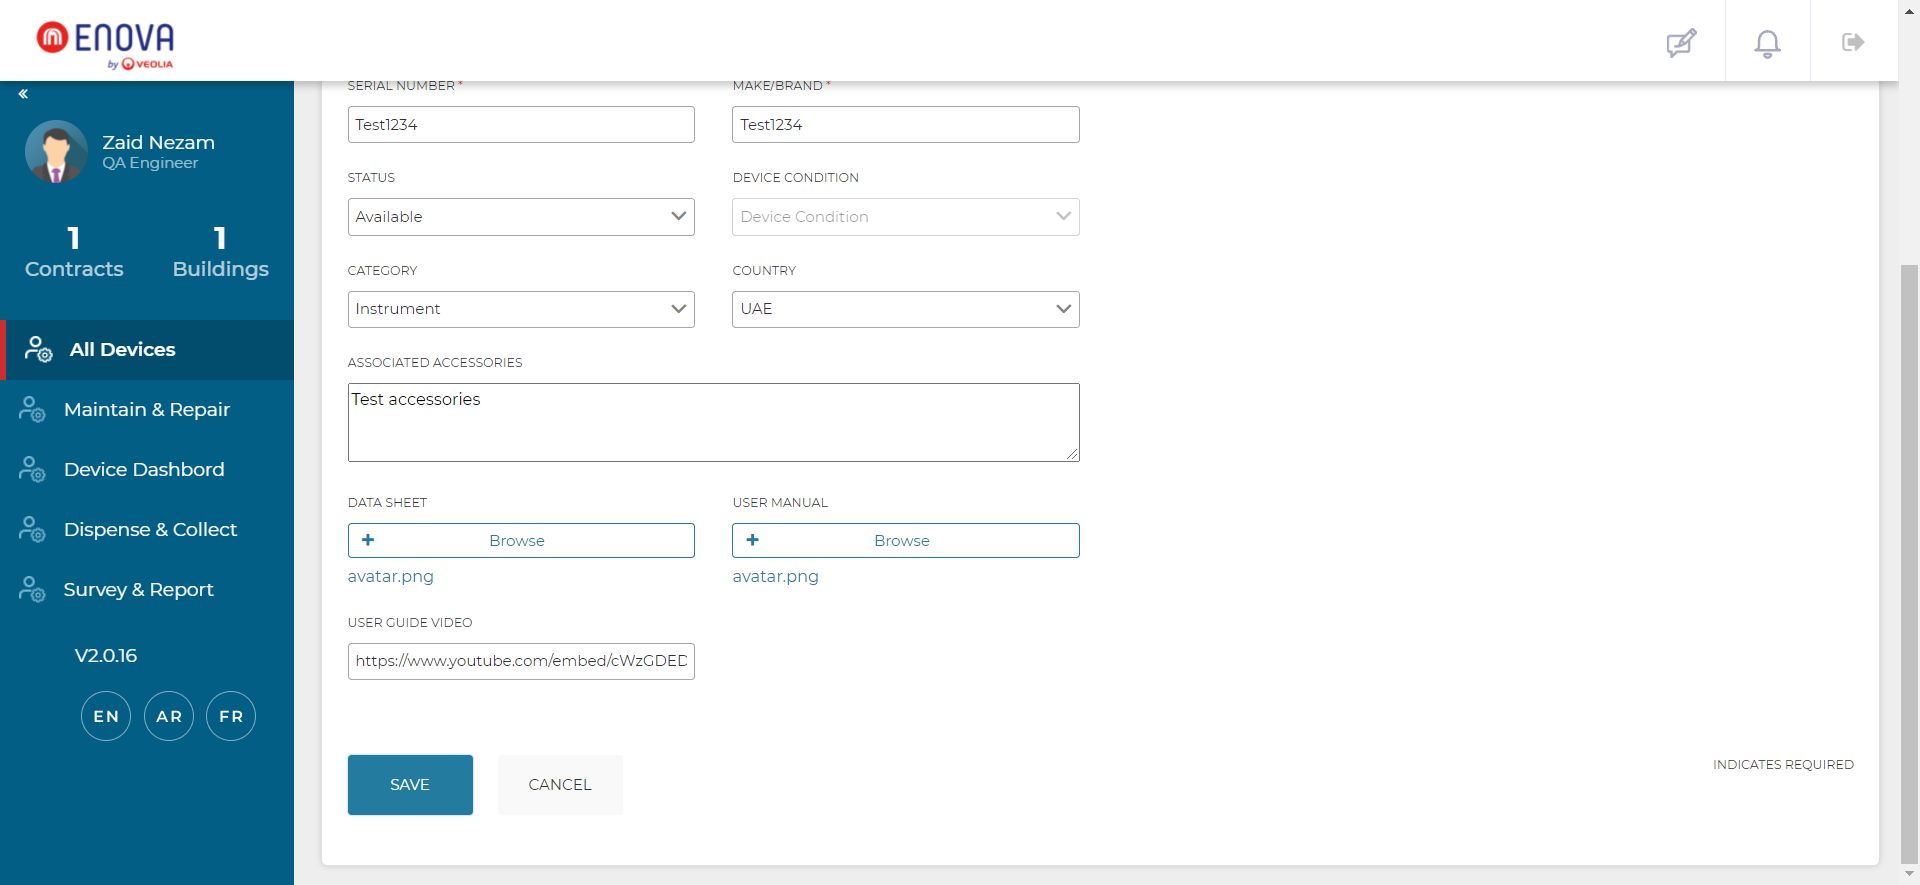 ENOVA
by VEOLIA
Zaid Nezam
QA Engineer
1 Contracts
1 Buildings
All Devices
Maintain & Repair
Device Dashbord
Dispense & Collect
Survey & Report
V2.0.16
EN AR FR
SERIAL NUMBER * MAKE/BRAND *
Test1234 Test1234
STATUS DEVICE CONDITION
Available Device Condition
CATEGORY COUNTRY
Instrument UAE
ASSOCIATED ACCESSORIES
Test accessories
DATA SHEET USER MANUAL
+ Browse + Browse
avatar.png avatar.png
USER GUIDE VIDEO
https://www.youtube.com/embed/cWzGDED
SAVE CANCEL
INDICATES REQUIRED